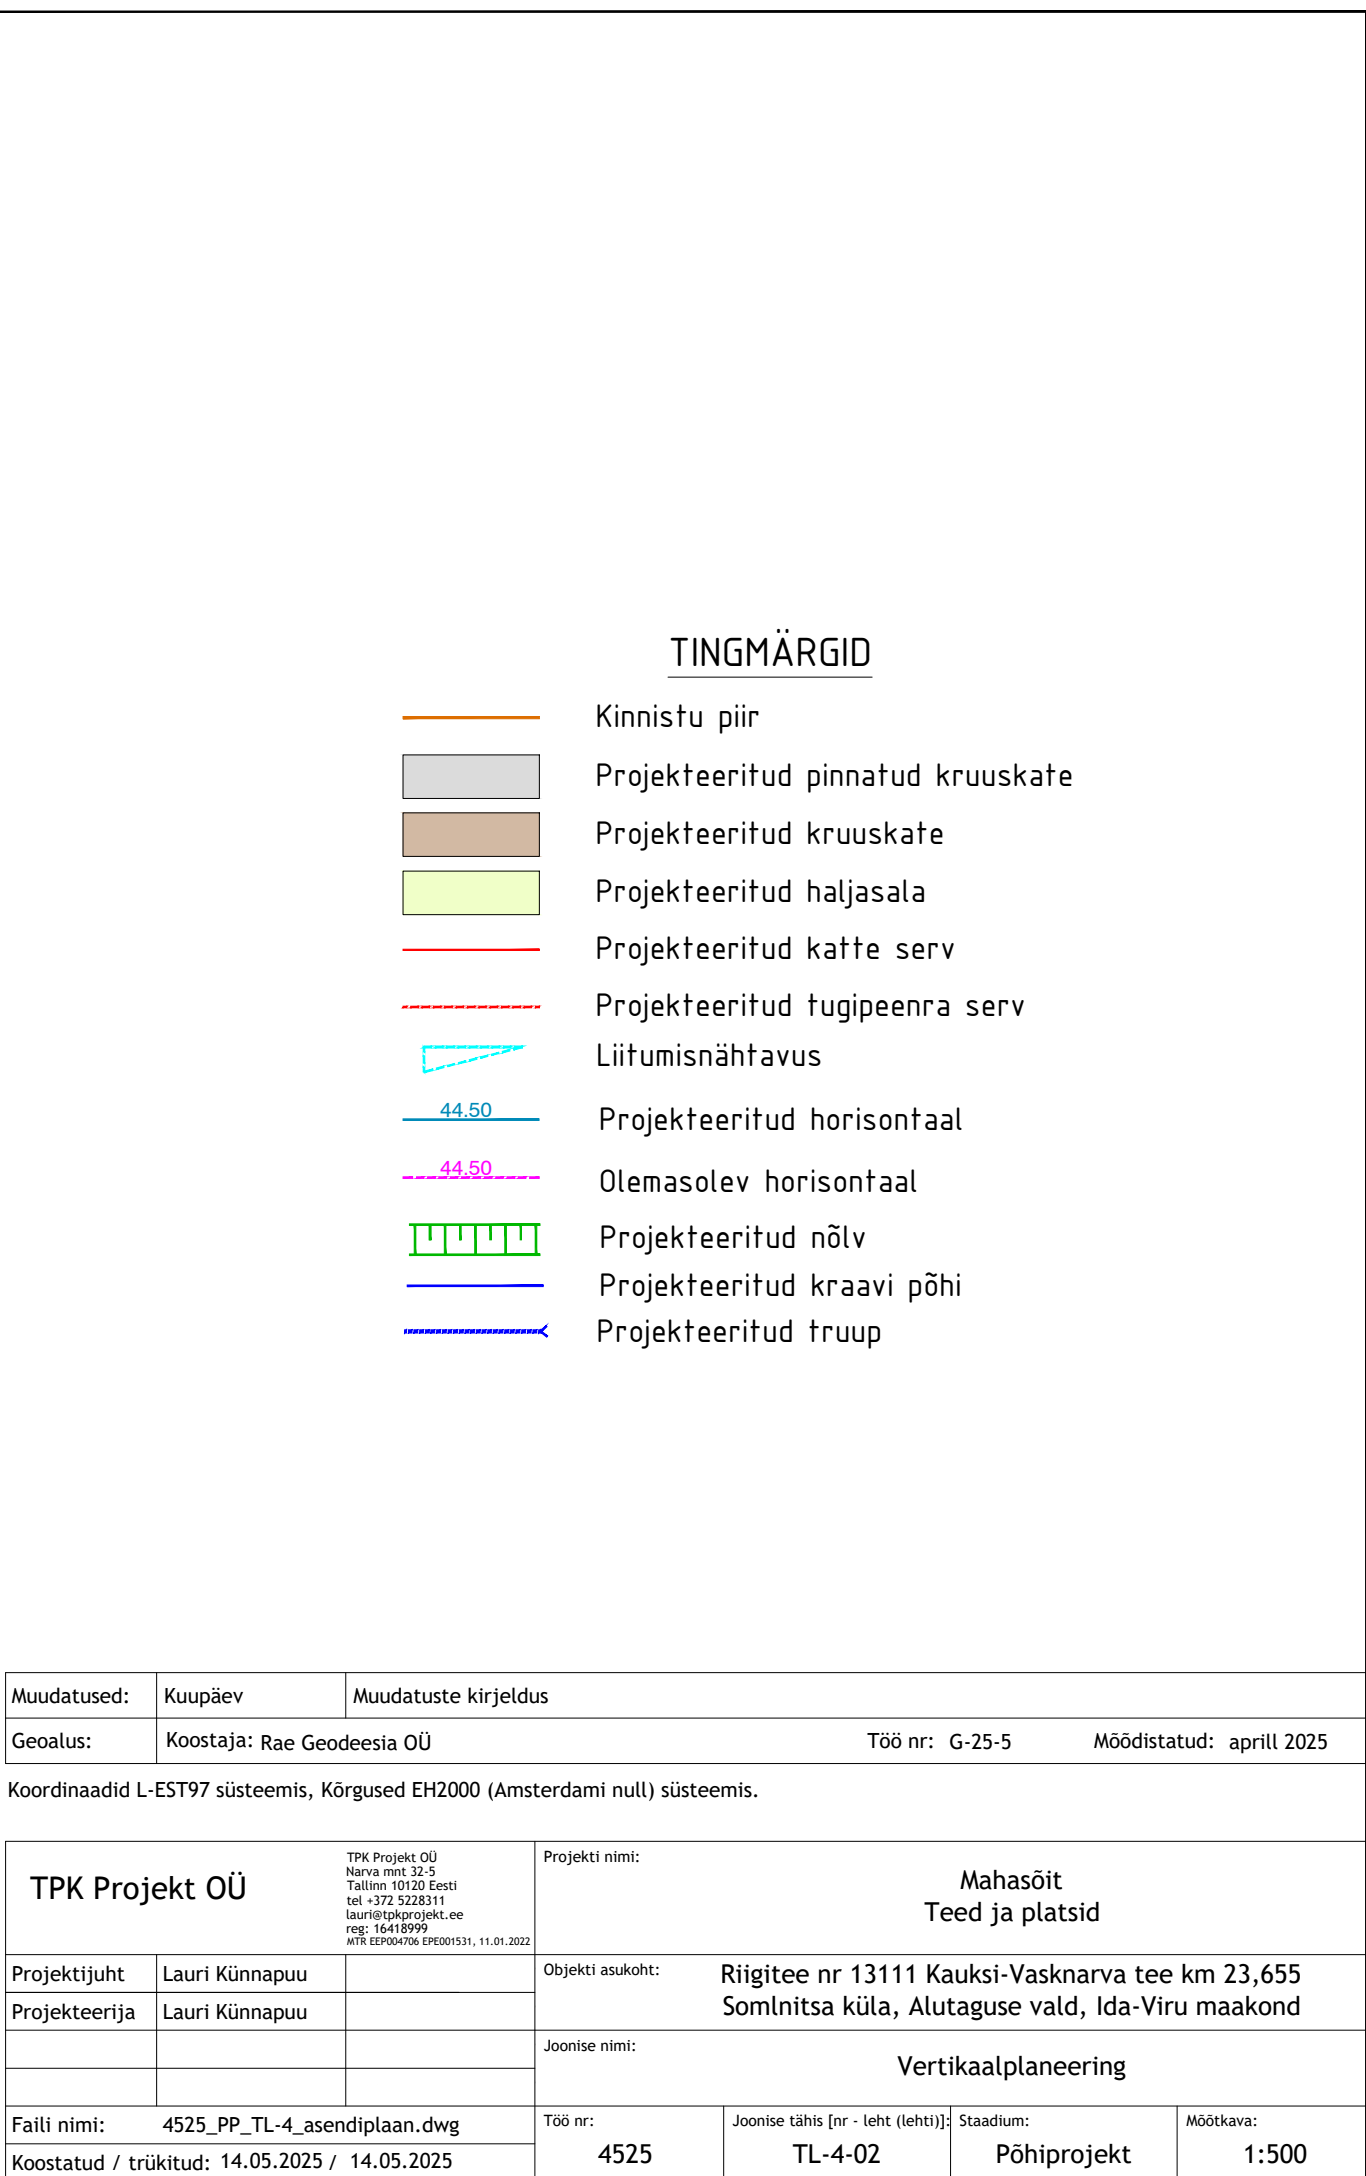 TINGMÄRGID
Kinnistu piir
Projekteeritud pinnatud kruuskate
Projekteeritud kruuskate
Projekteeritud haljasala
Projekteeritud katte serv
Projekteeritud tugipeenra serv
Liitumisnähtavus
44.50 Projekteeritud horisontaal
44.50 Olemasolev horisontaal
Projekteeritud nõlv
Projekteeritud kraavi põhi
Projekteeritud truup
Muudatused: Kuupäev Muudatuste kirjeldus
Geoalus: Koostaja: Rae Geodeesia OÜ Töö nr: G-25-5 Mõõdistatud: aprill 2025
Koordinaadid L-EST97 süsteemis, Kõrgused EH2000 (Amsterdami null) süsteemis.
TPK Projekt OÜ
TPK Projekt OÜ
Narva mnt 32-5
Tallinn 10120 Eesti
tel +372 5228311
lauri@tpkprojekt.ee
reg: 16418999
MTR EEP004706 EPE001531, 11.01.2022
Projekti nimi:
Mahasõit
Teed ja platsid
Projektijuht Lauri Künnapuu
Projekteerija Lauri Künnapuu
Objekti asukoht:
Riigitee nr 13111 Kauksi-Vasknarva tee km 23,655
Somlnitsa küla, Alutaguse vald, Ida-Viru maakond
Joonise nimi:
Vertikaalplaneering
Faili nimi: 4525_PP_TL-4_asendiplaan.dwg
Koostatud / trükitud: 14.05.2025 / 14.05.2025
Töö nr:
4525
Joonise tähis [nr - leht (lehti)]:
TL-4-02
Staadium:
Põhiprojekt
Mõõtkava:
1:500